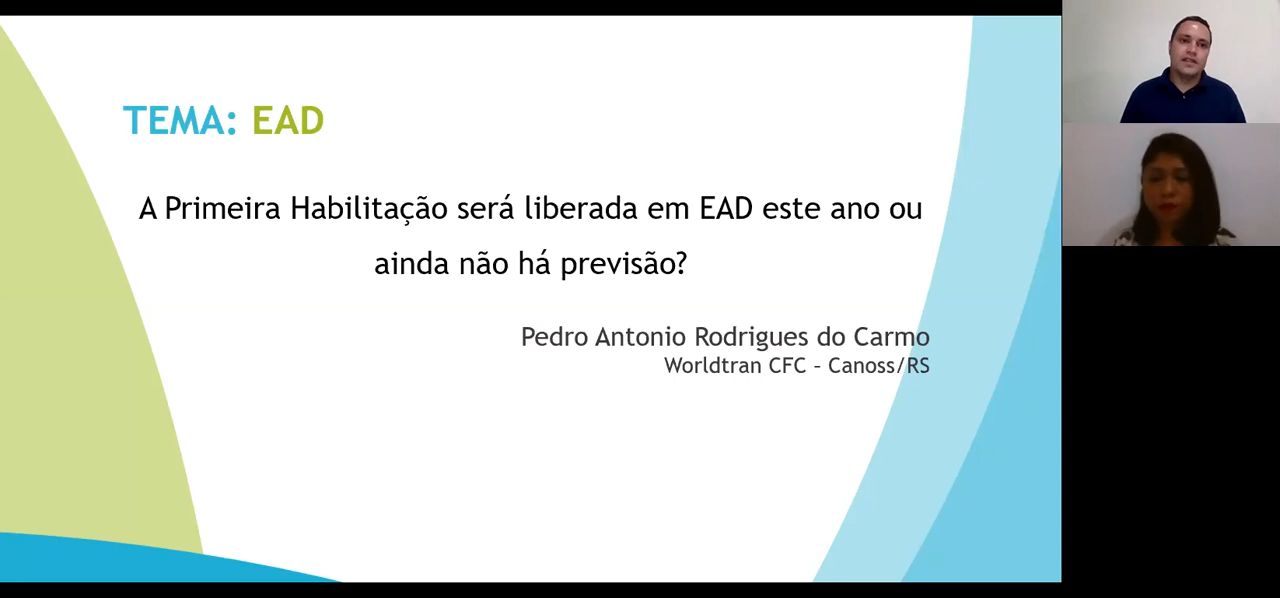 TEMA: EAD
A Primeira Habilitação será liberada em EAD este ano ou
ainda não há previsão?
Pedro Antonio Rodrigues do Carmo
Worldtran CFC – Canoss/RS